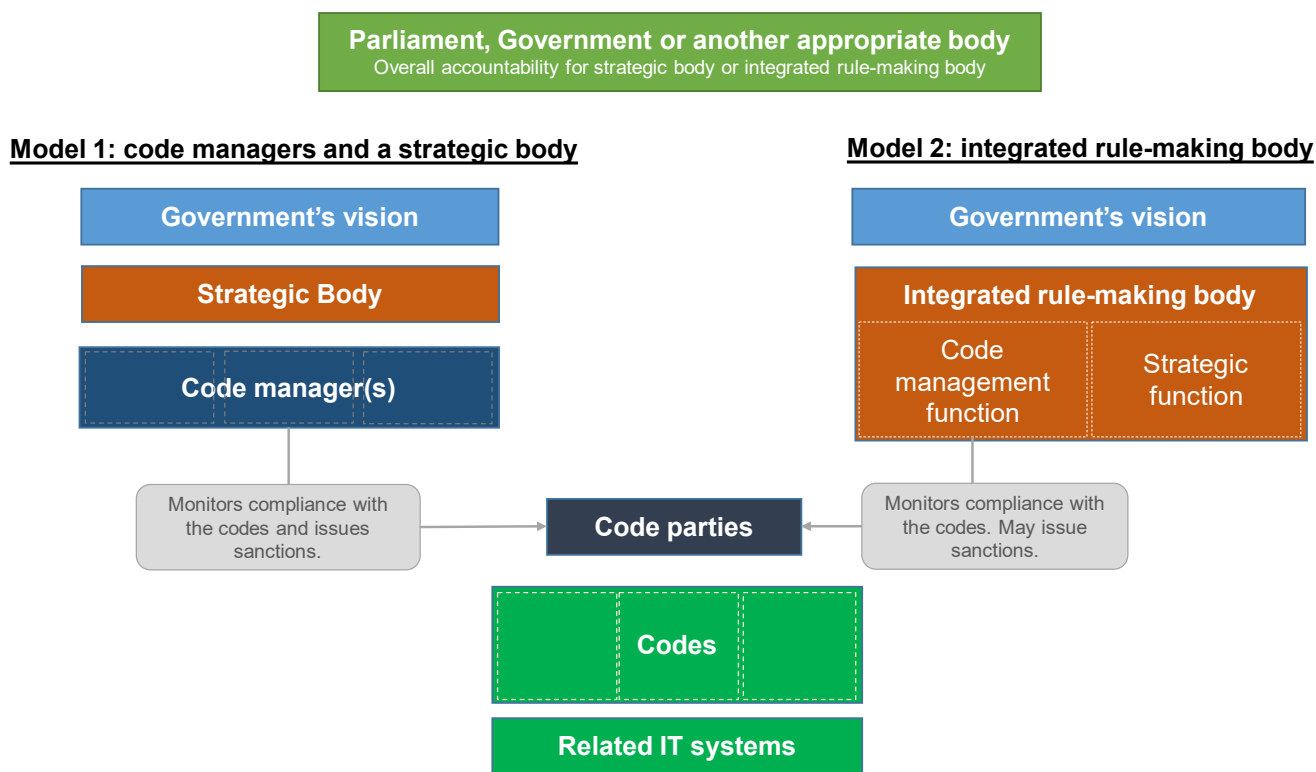 Parliament, Government or another appropriate body
Overall accountability for strategic body or integrated rule-making body
Model 1: code managers and a strategic body
Government's vision
Strategic Body
Code manager(s)
Monitors compliance with
the codes and issues
sanctions.
Model 2: integrated rule-making body
Government's vision
Integrated rule-making body
Code
management
function
Strategic
function
Monitors compliance with
the codes. May issue
sanctions.
Code parties
Codes
Related IT systems